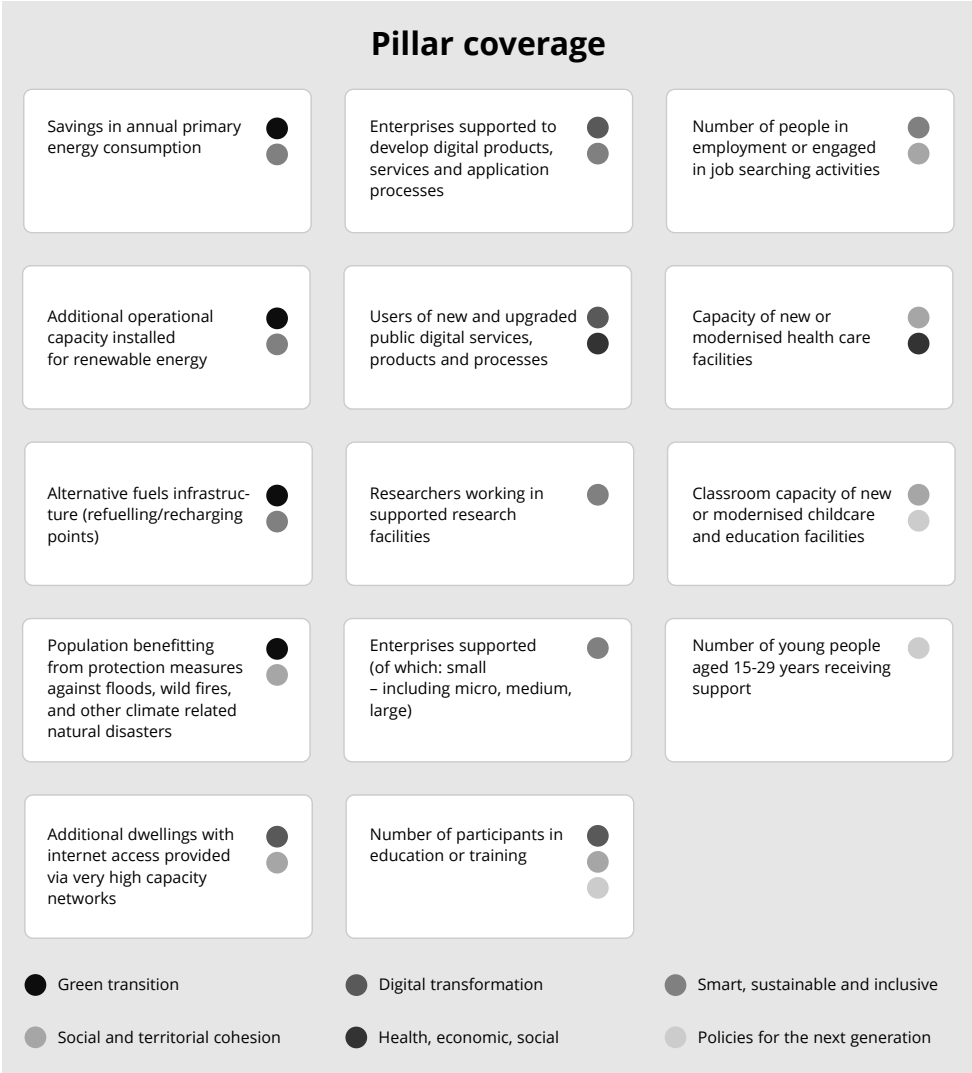 Pillar coverage
Savings in annual primary
energy consumption
Enterprises supported to
develop digital products,
services and application
processes
Number of people in
employment or engaged
in job searching activities
Additional operational
capacity installed
for renewable energy
Users of new and upgraded
public digital services,
products and processes
Capacity of new or
modernised health care
facilities
Alternative fuels infrastruc-
ture (refuelling/recharging
points)
Researchers working in
supported research
facilities
Classroom capacity of new
or modernised childcare
and education facilities
Population benefitting
from protection measures
against floods, wild fires,
and other climate related
natural disasters
Enterprises supported
(of which: small
– including micro, medium,
large)
Number of young people
aged 15-29 years receiving
support
Additional dwellings with
internet access provided
via very high capacity
networks
Number of participants in
education or training
Green transition
Digital transformation
Smart, sustainable and inclusive
Social and territorial cohesion
Health, economic, social
Policies for the next generation